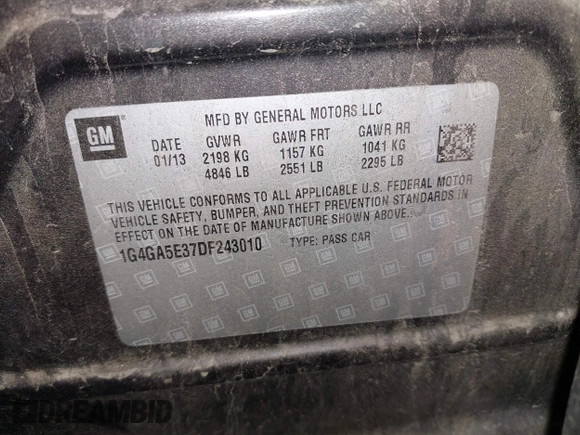 MFD BY GENERAL MOTORS LLC
GM
DATE GVWR GAWR FRT GAWR RR
01/13 2198 KG 1157 KG 1041 KG
4846 LB 2551 LB 2295 LB
THIS VEHICLE CONFORMS TO ALL APPLICABLE U.S. FEDERAL MOTOR
VEHICLE SAFETY, BUMPER, AND THEFT PREVENTION STANDARDS IN
EFFECT ON THE DATE OF MANUFACTURE SHOWN ABOVE.
1G4GA5E37DF243010 TYPE: PASS CAR
DREAMBID